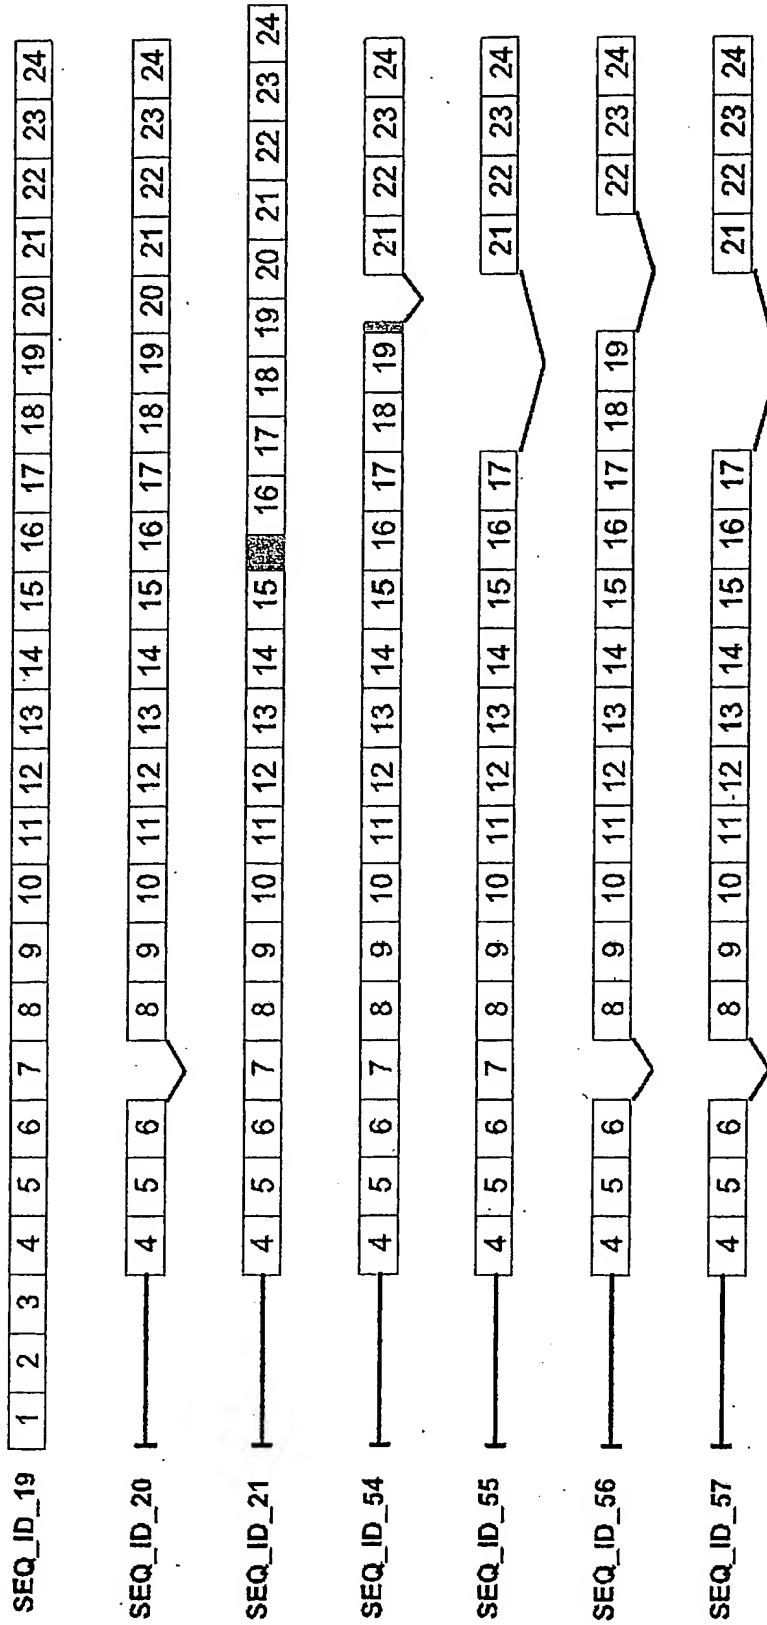 SEQ_ID_19 1 2 3 4 5 6 7 8 9 10 11 12 13 14 15 16 17 18 19 20 21 22 23 24
SEQ_ID_20 4 5 6 8 9 10 11 12 13 14 15 16 17 18 19 20 21 22 23 24
SEQ_ID_21 4 5 6 7 8 9 10 11 12 13 14 15 16 17 18 19 20 21 22 23 24
SEQ_ID_54 4 5 6 7 8 9 10 11 12 13 14 15 16 17 18 19 21 22 23 24
SEQ_ID_55 4 5 6 7 8 9 10 11 12 13 14 15 16 17 21 22 23 24
SEQ_ID_56 4 5 6 8 9 10 11 12 13 14 15 16 17 18 19 22 23 24
SEQ_ID_57 4 5 6 8 9 10 11 12 13 14 15 16 17 21 22 23 24